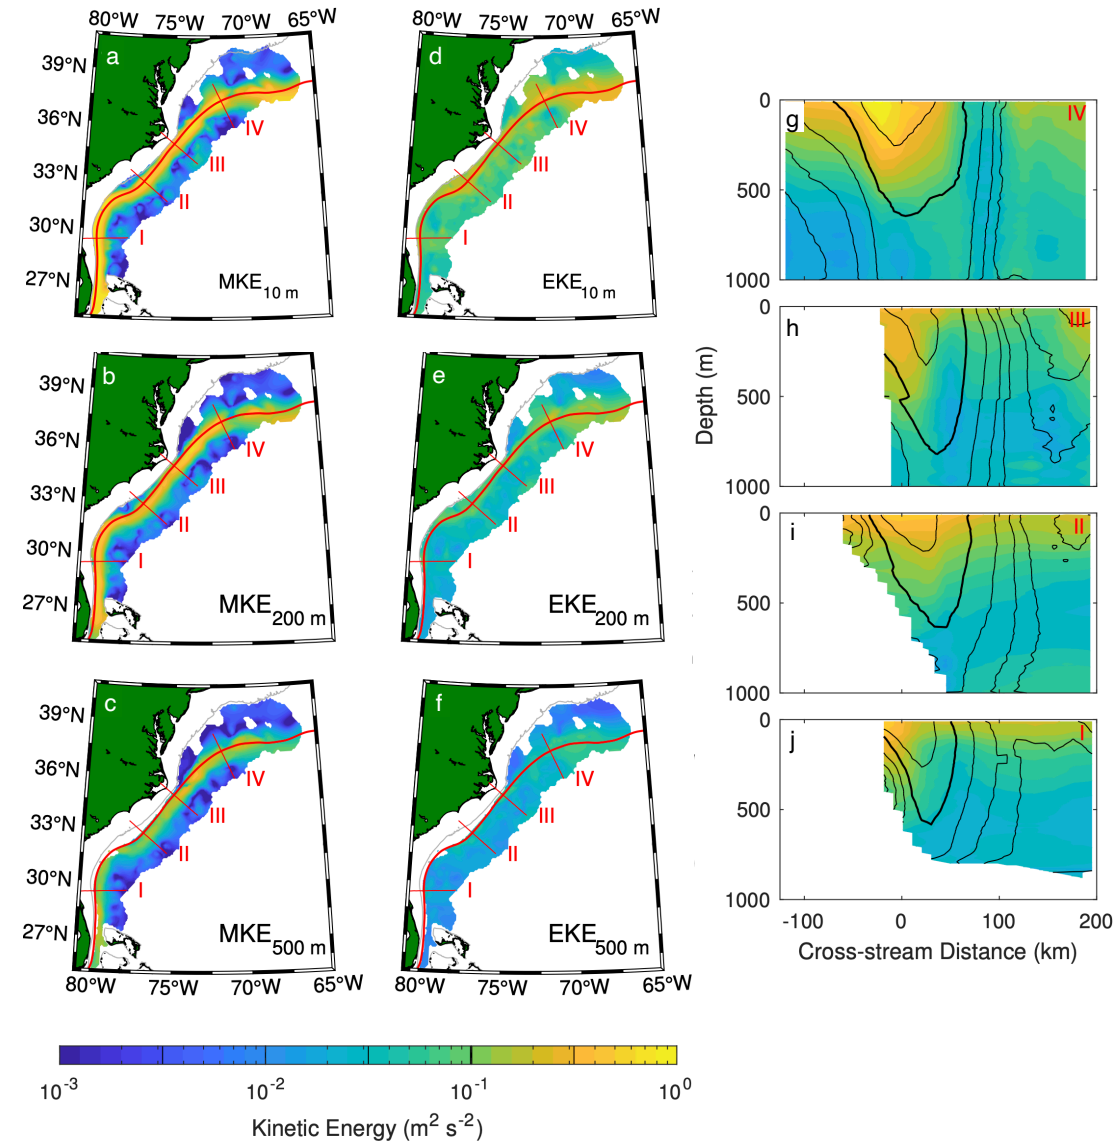 80°W 75°W 70°W 65°W
80°W 75°W 70°W 65°W
a
39°N
36°N
33°N
30°N
27°N
IV
III
II
I
MKE10 m
d
IV
III
II
I
EKE10 m
b
39°N
36°N
33°N
30°N
27°N
IV
III
II
I
MKE200 m
e
IV
III
II
I
EKE200 m
c
39°N
36°N
33°N
30°N
27°N
IV
III
II
I
MKE500 m
f
IV
III
II
I
EKE500 m
80°W 75°W 70°W 65°W
80°W 75°W 70°W 65°W
g
IV
0
500
1000
h
III
0
500
1000
i
II
0
500
1000
j
I
0
500
1000
Depth (m)
-100 0 100 200
Cross-stream Distance (km)
10-3 10-2 10-1 100
Kinetic Energy (m2 s-2)